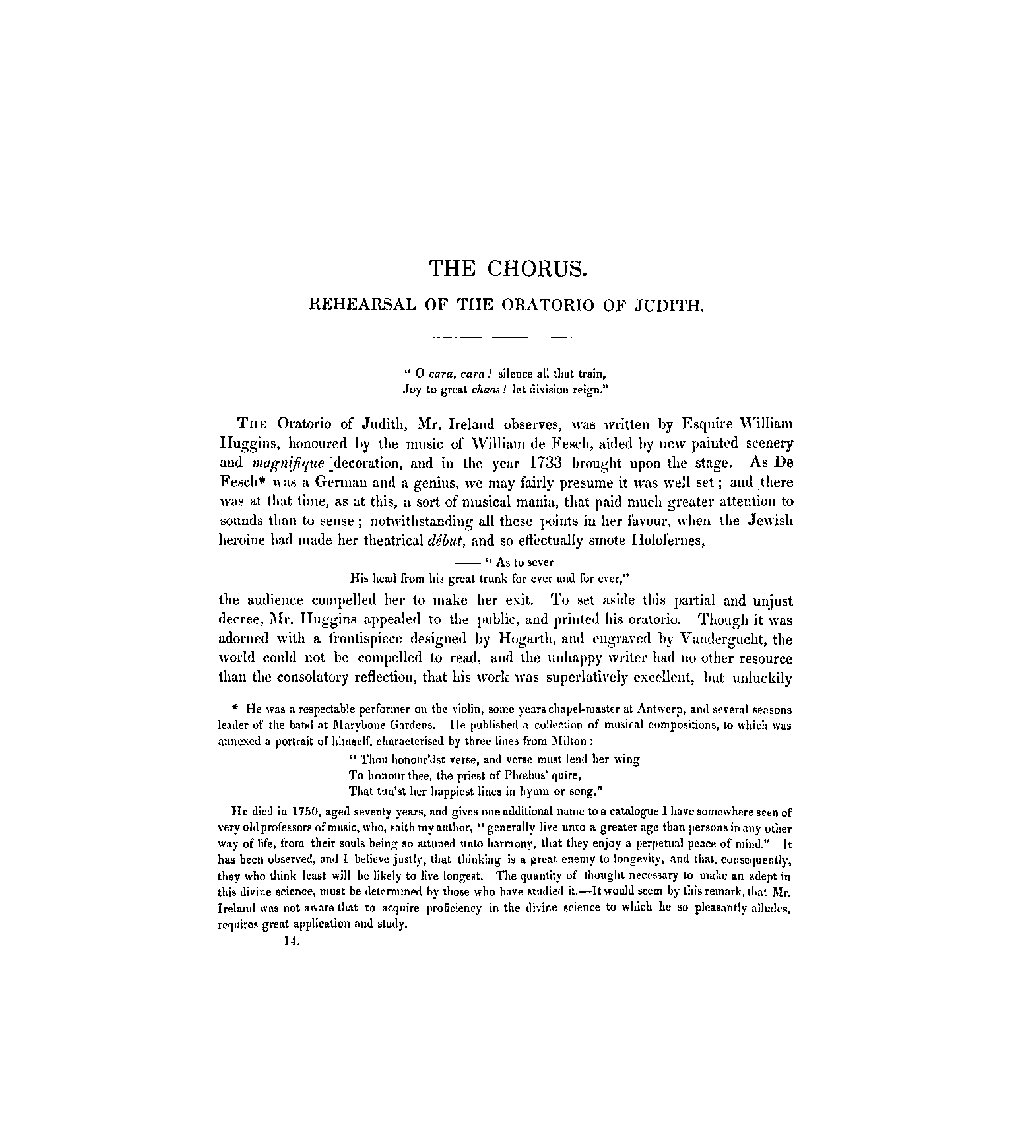 THE CHORUS.
REHEARSAL OF THE ORATORIO OF JUDITH.
" O cara, cara! silence all that train,
Joy to great chaos! let division reign."
THE Oratorio of Judith, Mr. Ireland observes, was written by Esquire William
Huggins, honoured by the music of William de Fesch, aided by new painted scenery
and magnifique decoration, and in the year 1733 brought upon the stage. As De
Fesch* was a German and a genius, we may fairly presume it was well set; and there
was at that time, as at this, a sort of musical mania, that paid much greater attention to
sounds than to sense; notwithstanding all these points in her favour, when the Jewish
heroine had made her theatrical début, and so effectually smote Holofernes,
—— " As to sever
His head from his great trunk for ever and for ever,"
the audience compelled her to make her exit. To set aside this partial and unjust
decree, Mr. Huggins appealed to the public, and printed his oratorio. Though it was
adorned with a frontispiece designed by Hogarth, and engraved by Vandergucht, the
world could not be compelled to read, and the unhappy writer had no other resource
than the consolatory reflection, that his work was superlatively excellent, but unluckily
* He was a respectable performer on the violin, some years chapel-master at Antwerp, and several seasons
leader of the band at Marybone Gardens. He published a collection of musical compositions, to which was
annexed a portrait of himself, characterised by three lines from Milton:
" Thou honour'dst verse, and verse must lend her wing
To honour thee, the priest of Phœbus' quire,
That tun'st her happiest lines in hymn or song."
He died in 1750, aged seventy years, and gives one additional name to a catalogue I have somewhere seen of
very old professors of music, who, saith my author, " generally live unto a greater age than persons in any other
way of life, from their souls being so attuned unto harmony, that they enjoy a perpetual peace of mind." It
has been observed, and I believe justly, that thinking is a great enemy to longevity, and that, consequently,
they who think least will be likely to live longest. The quantity of thought necessary to make an adept in
this divine science, must be determined by those who have studied it.—It would seem by this remark, that Mr.
Ireland was not aware that to acquire proficiency in the divine science to which he so pleasantly alludes,
requires great application and study.
14.